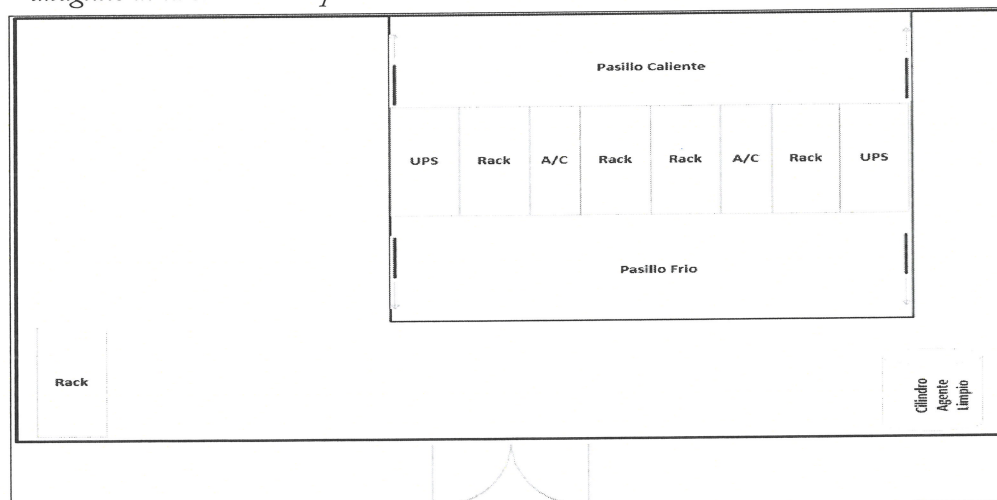 Pasillo Caliente
UPS Rack A/C Rack Rack A/C Rack UPS
Pasillo Frio
Rack
Cilindro
Agente
Limpio